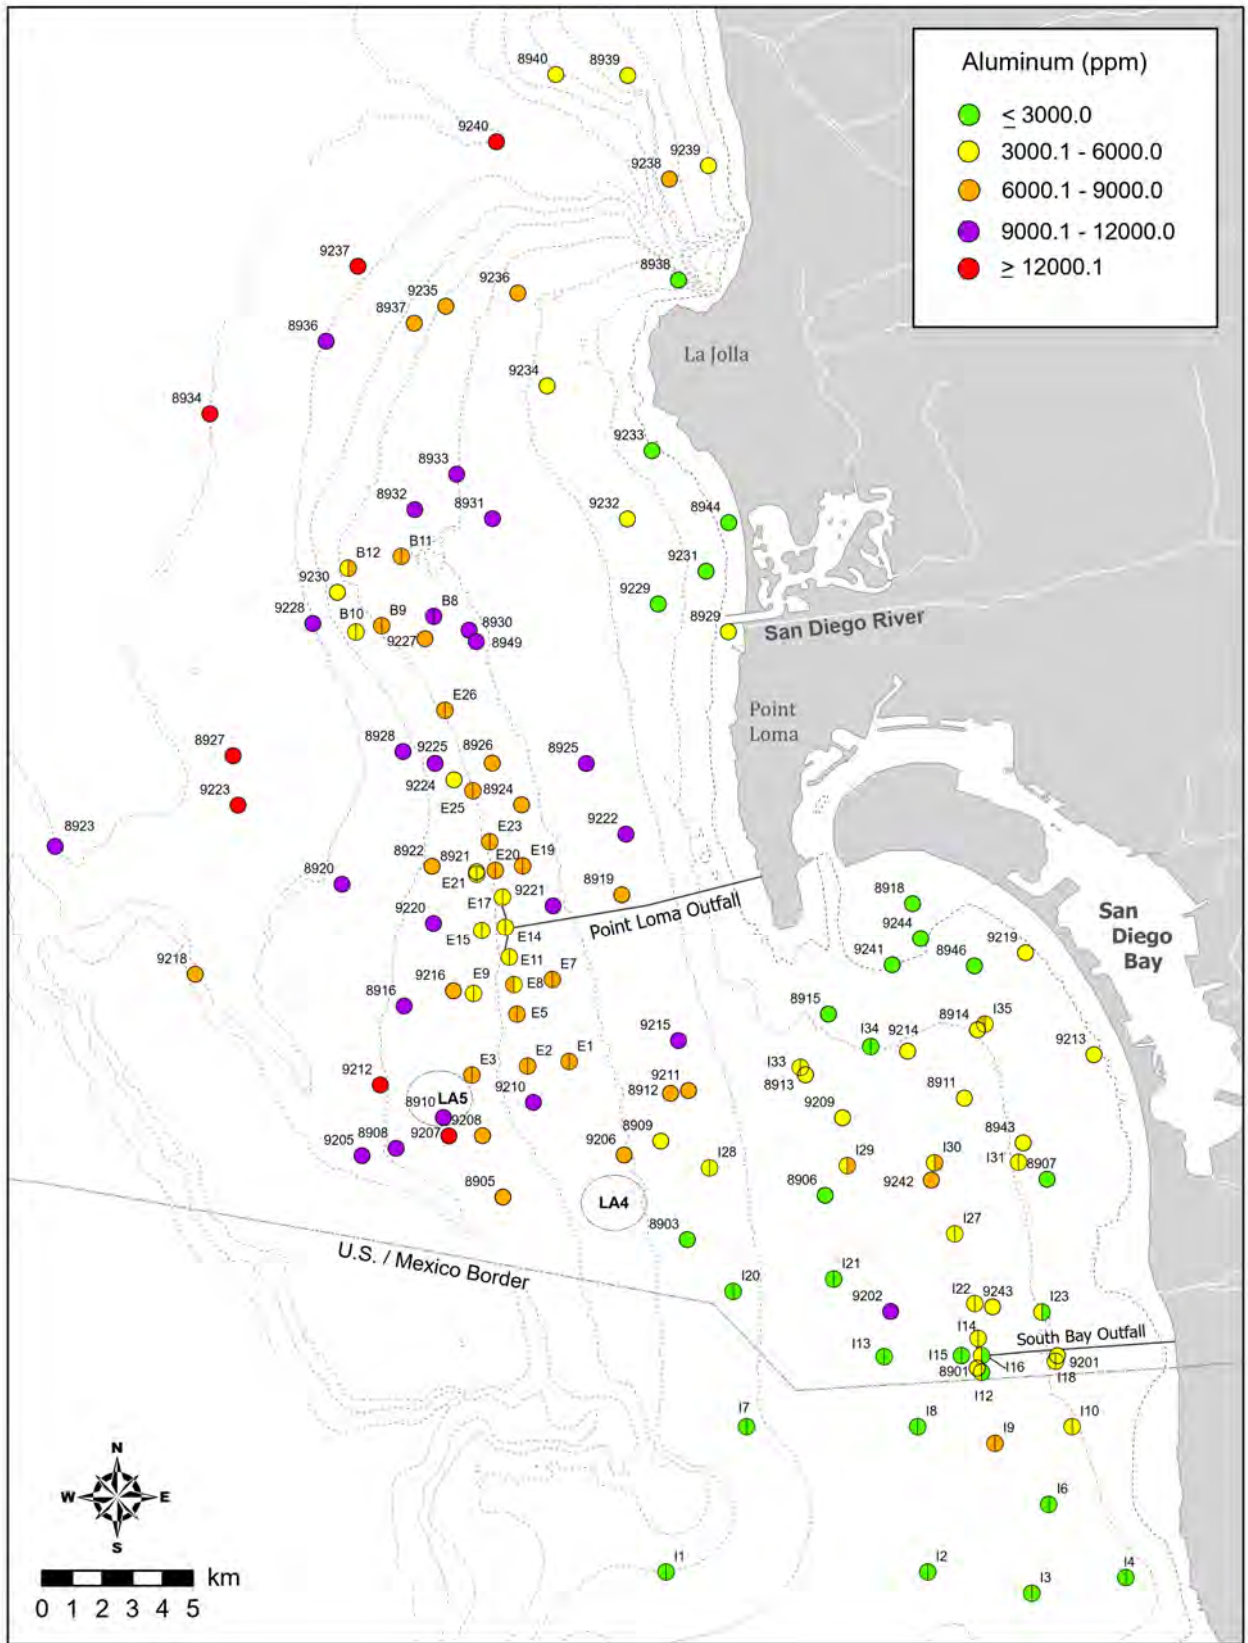 Aluminum (ppm)
≤ 3000.0
3000.1 - 6000.0
6000.1 - 9000.0
9000.1 - 12000.0
≥ 12000.1
8940
8939
9240
9239
9238
9237
8938
9236
9235
8937
8936
La Jolla
9234
8934
9233
8933
8932
8931
9232
8944
B11
B12
9231
9230
9229
B8
9228
B10
B9
8930
8929
9227
8949
San Diego River
E26
Point
Loma
8928
9225
8926
8925
8927
9224
8924
9223
E25
8923
E23
9222
8922
8921
E20
E19
8920
E21
8919
E17
9221
8918
9220
Point Loma Outfall
E15
E14
9244
San
Diego
Bay
9241
8946
9219
9218
E11
9216
E9
E7
E8
8916
E5
8915
9215
8914
I35
I34
9214
9213
E3
E2
E1
I33
9212
8913
9211
8912
8910
LA5
9210
8911
9209
9207
9208
8909
8943
9205
8908
9206
I28
I29
I30
I31
8907
9242
8906
8905
LA4
8903
I27
U.S. / Mexico Border
I20
I21
I22
9243
I23
9202
I14
South Bay Outfall
I13
I15
I16
9201
8901
I18
I12
I7
I8
I9
I10
N
W
E
S
I6
I1
I2
I3
I4
km
0 1 2 3 4 5